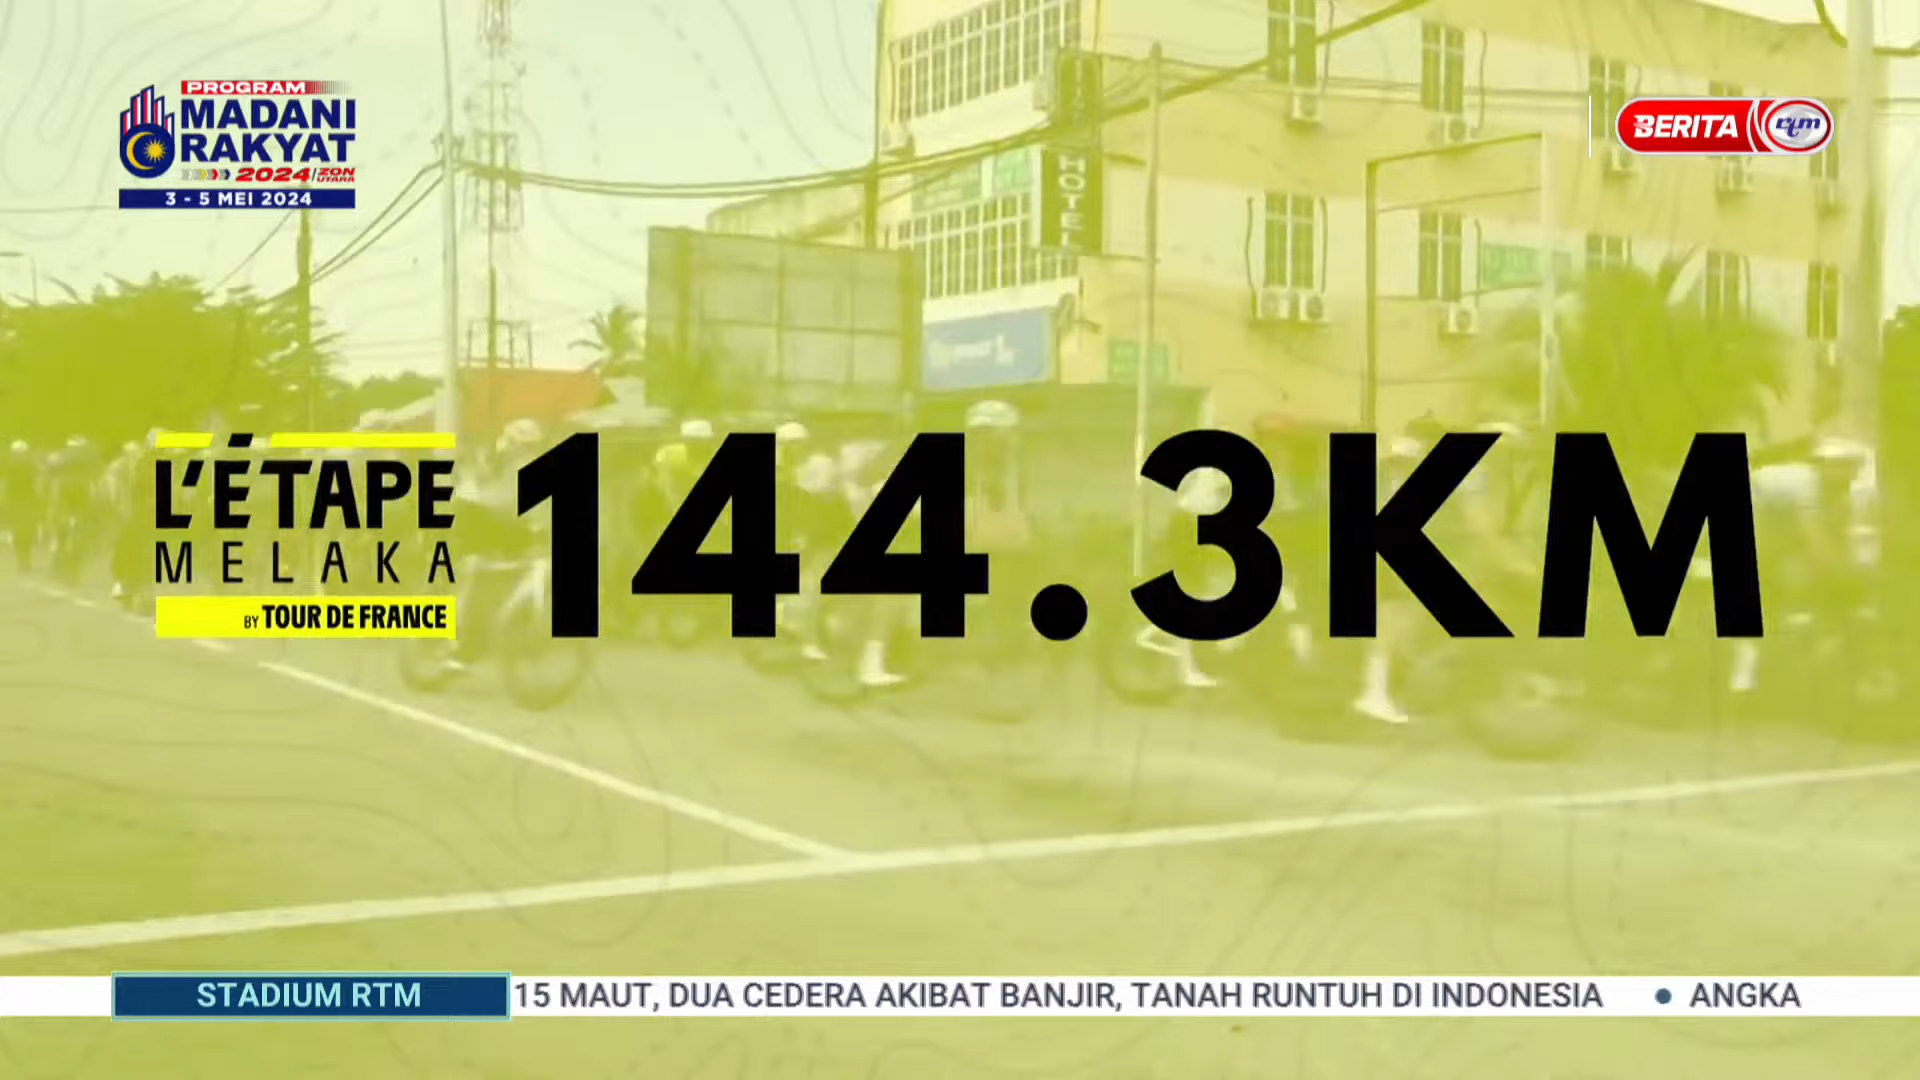 PROGRAM
MADANI
RAKYAT
2024 ZON UTARA
3 - 5 MEI 2024
BERITA rtm
HOTEL
L'ÉTAPE
MELAKA
BY TOUR DE FRANCE
144.3KM
STADIUM RTM
15 MAUT, DUA CEDERA AKIBAT BANJIR, TANAH RUNTUH DI INDONESIA • ANGKA